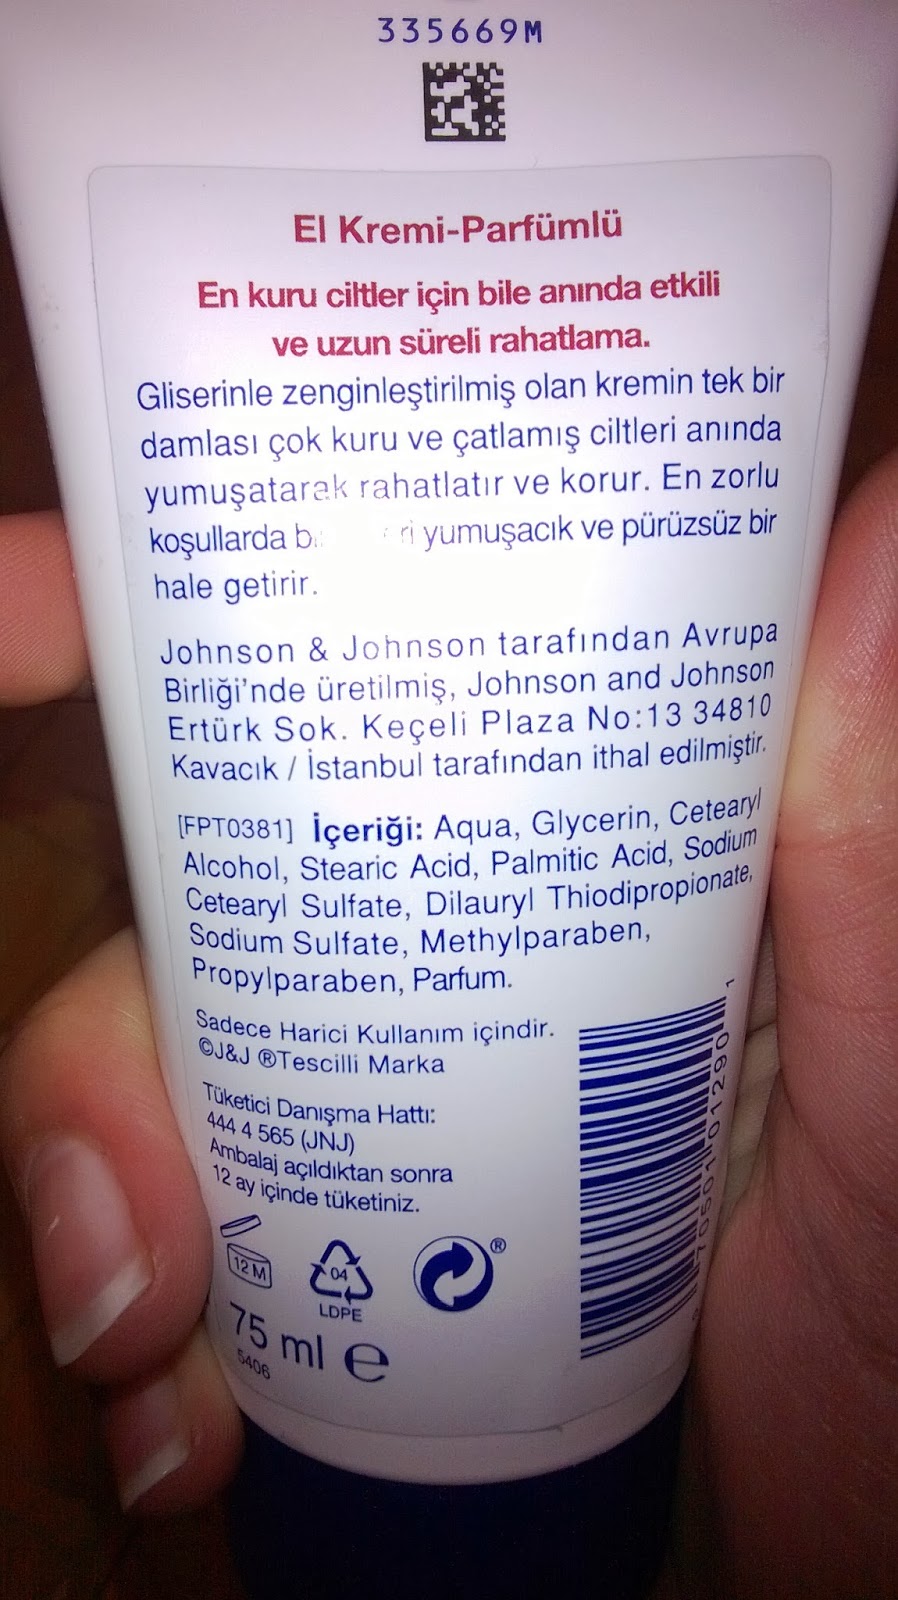 335669M
El Kremi-Parfümlü
En kuru ciltler için bile anında etkili
ve uzun süreli rahatlama.
Gliserinle zenginleştirilmiş olan kremin tek bir
damlası çok kuru ve çatlamış ciltleri anında
yumuşatarak rahatlatır ve korur. En zorlu
koşullarda yumuşacık ve pürüzsüz bir
hale getirir.
Johnson & Johnson tarafından Avrupa
Birliği'nde üretilmiş, Johnson and Johnson
Ertürk Sok. Keçeli Plaza No:13 34810
Kavacık / İstanbul tarafından ithal edilmiştir.
[FPT0381] İçeriği: Aqua, Glycerin, Cetearyl
Alcohol, Stearic Acid, Palmitic Acid, Sodium
Cetearyl Sulfate, Dilauryl Thiodipropionate,
Sodium Sulfate, Methylparaben,
Propylparaben, Parfum.
Sadece Harici Kullanım içindir.
©J&J ®Tescilli Marka
Tüketici Danışma Hattı:
444 4 565 (JNJ)
Ambalaj açıldıktan sonra
12 ay içinde tüketiniz.
12 M
04
LDPE
®
75 ml e
5406